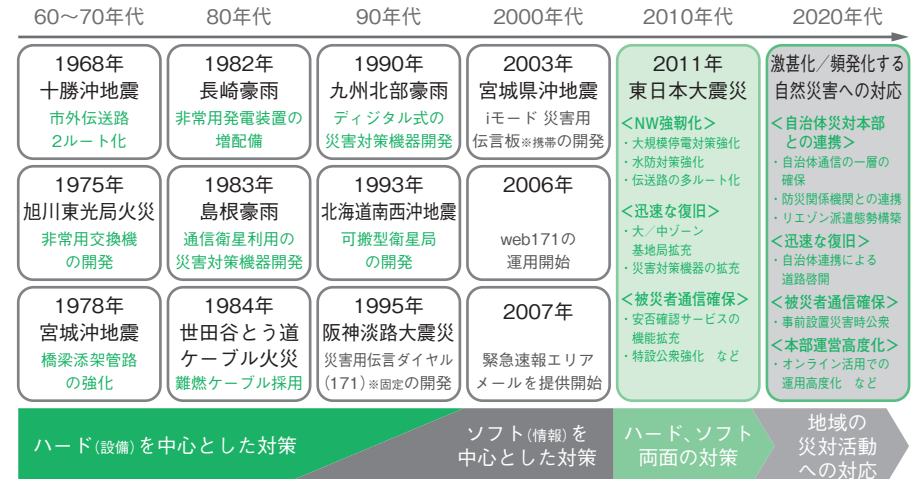 60〜70年代
80年代
90年代
2000年代
2010年代
2020年代
1968年
十勝沖地震
市外伝送路
2ルート化
1975年
旭川東光局火災
非常用交換機
の開発
1978年
宮城沖地震
橋梁添架管路
の強化
1982年
長崎豪雨
非常用発電装置の
増配備
1983年
島根豪雨
通信衛星利用の
災害対策機器開発
1984年
世田谷とう道
ケーブル火災
難燃ケーブル採用
1990年
九州北部豪雨
ディジタル式の
災害対策機器開発
1993年
北海道南西沖地震
可搬型衛星局
の開発
1995年
阪神淡路大震災
災害用伝言ダイヤル
(171)※固定の開発
2003年
宮城県沖地震
iモード 災害用
伝言板※携帯の開発
2006年
web171の
運用開始
2007年
緊急速報エリア
メールを提供開始
2011年
東日本大震災
<NW強靭化>
・大規模停電対策強化
・水防対策強化
・伝送路の多ルート化
<迅速な復旧>
・大/中ゾーン
基地局拡充
・災害対策機器の拡充
<被災者通信確保>
・安否確認サービスの
機能拡充
・特設公衆強化 など
激甚化/頻発化する
自然災害への対応
<自治体災対本部
との連携>
・自治体通信の一層の
確保
・防災関係機関との連携
・リエゾン派遣態勢構築
<迅速な復旧>
・自治体連携による
道路啓開
<被災者通信確保>
・事前設置災害時公衆
<本部運営高度化>
・オンライン活用での
運用高度化 など
ハード(設備)を中心とした対策
ソフト(情報)を
中心とした対策
ハード、ソフト
両面の対策
地域の
災対活動
への対応